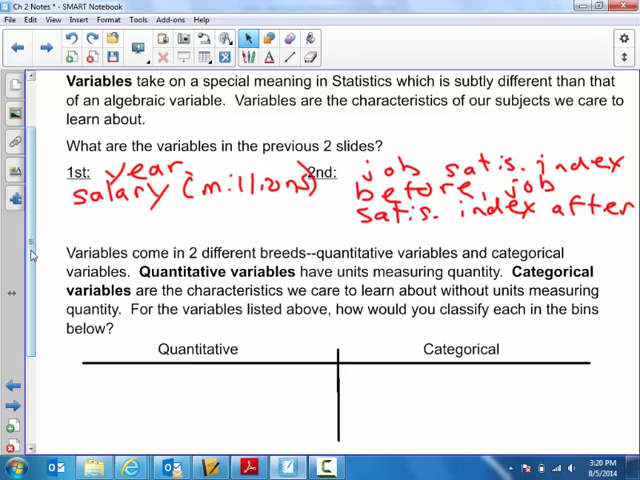 Ch 2 Notes * - SMART Notebook
File Edit View Insert Format Tools Add-ons Help
Variables take on a special meaning in Statistics which is subtly different than that
of an algebraic variable. Variables are the characteristics of our subjects we care to
learn about.
What are the variables in the previous 2 slides?
1st: year,
salary (millions)
2nd: job satis. index
before, job
satis. index after
Variables come in 2 different breeds--quantitative variables and categorical
variables. Quantitative variables have units measuring quantity. Categorical
variables are the characteristics we care to learn about without units measuring
quantity. For the variables listed above, how would you classify each in the bins
below?
Quantitative Categorical
3:20 PM
8/5/2014